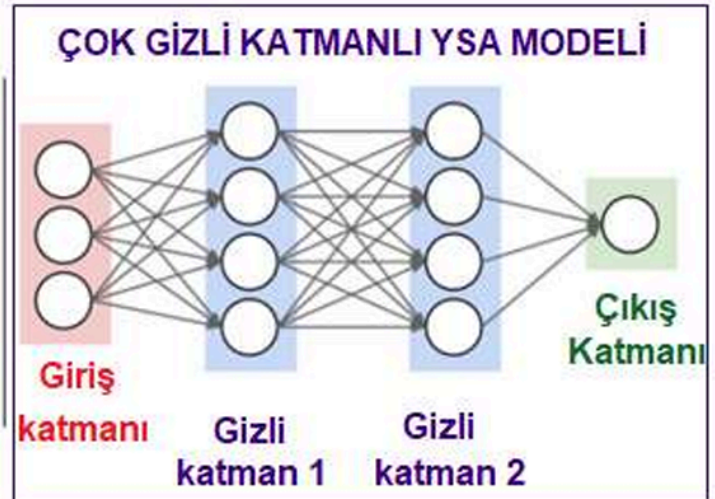 ÇOK GİZLİ KATMANLI YSA MODELİ
Giriş
katmanı
Gizli
katman 1
Gizli
katman 2
Çıkış
Katmanı